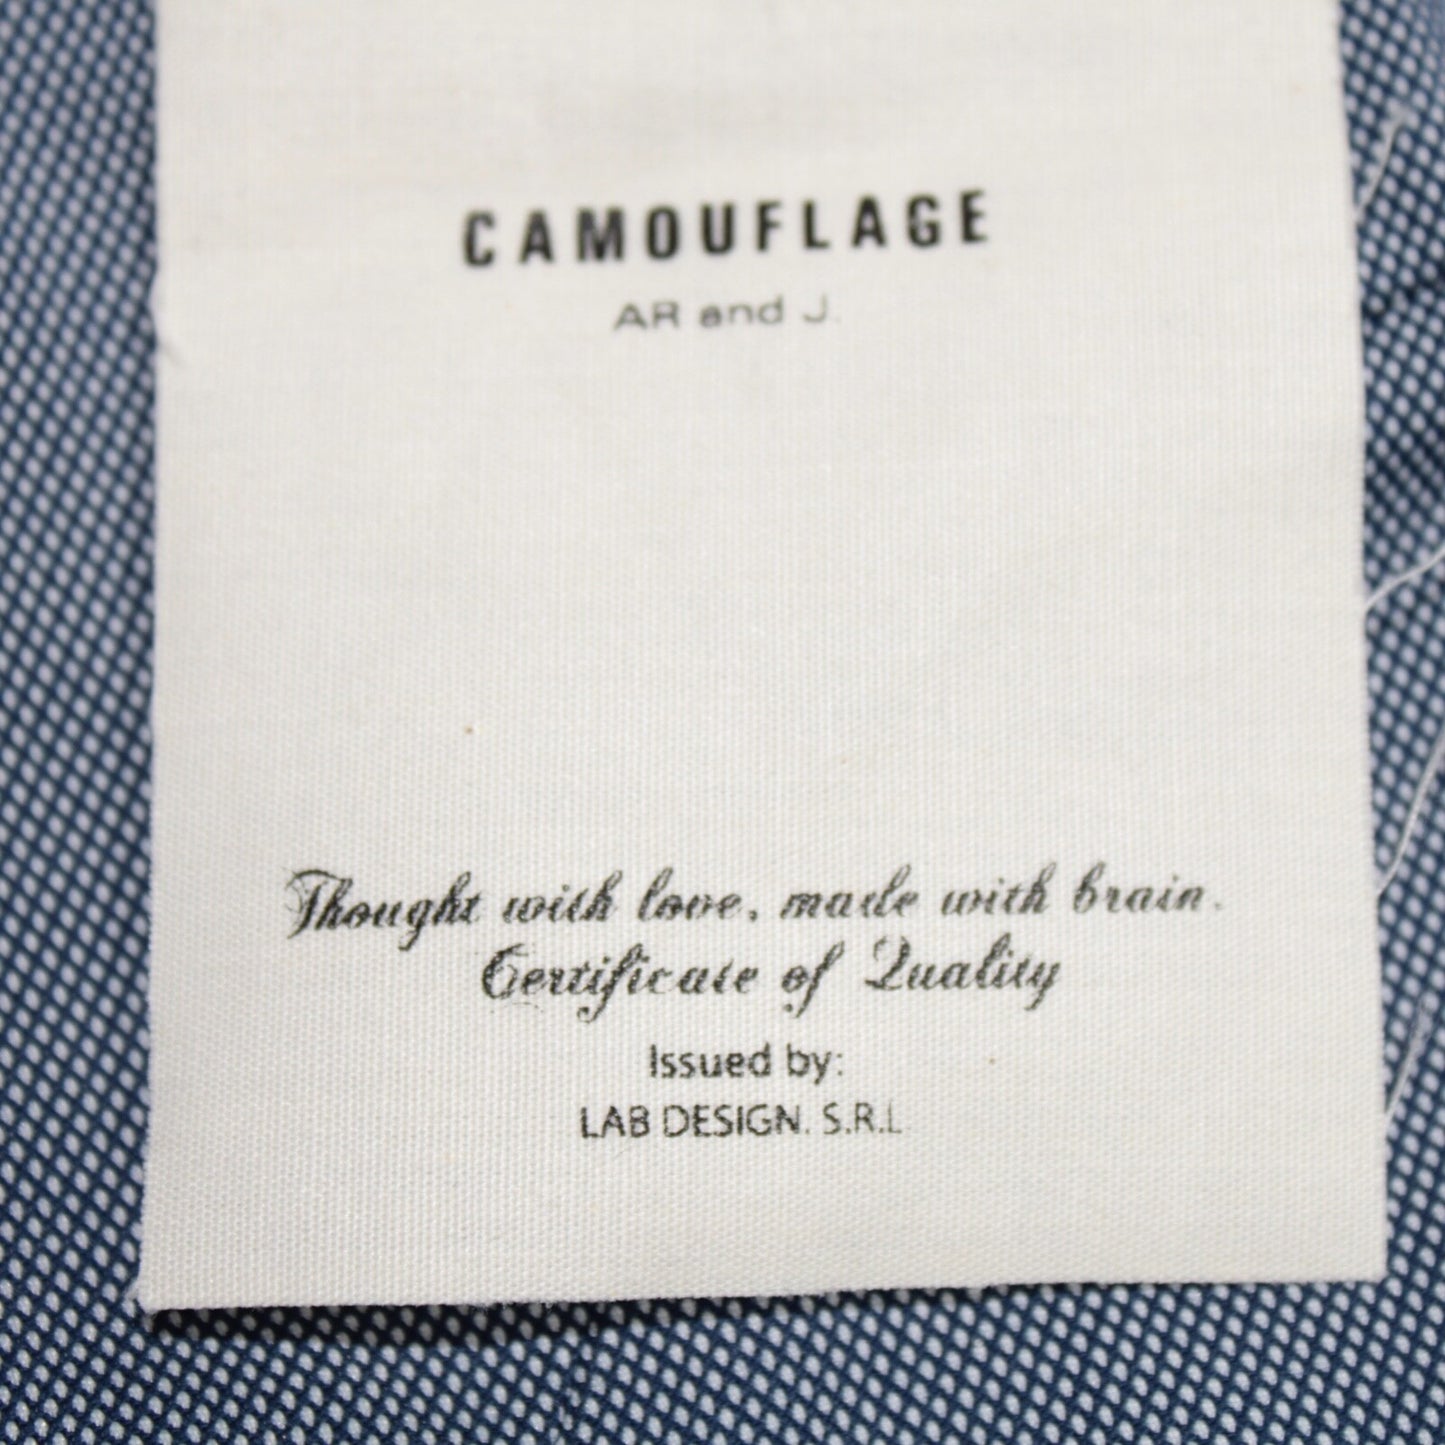 CAMOUFLAGE
AR and J.
Thought with love, made with brain.
Certificate of Quality
Issued by:
LAB DESIGN. S.R.L